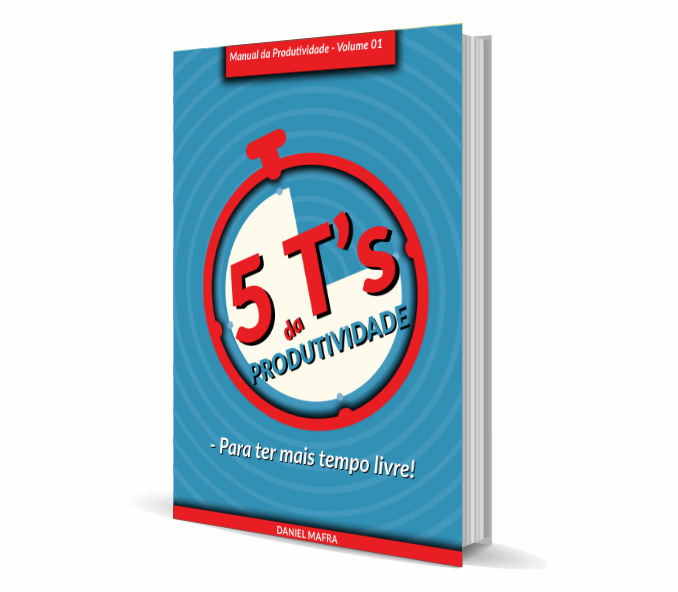 Manual da Produtividade - Volume 01
5 T's
da
PRODUTIVIDADE
- Para ter mais tempo livre!
DANIEL MAFRA